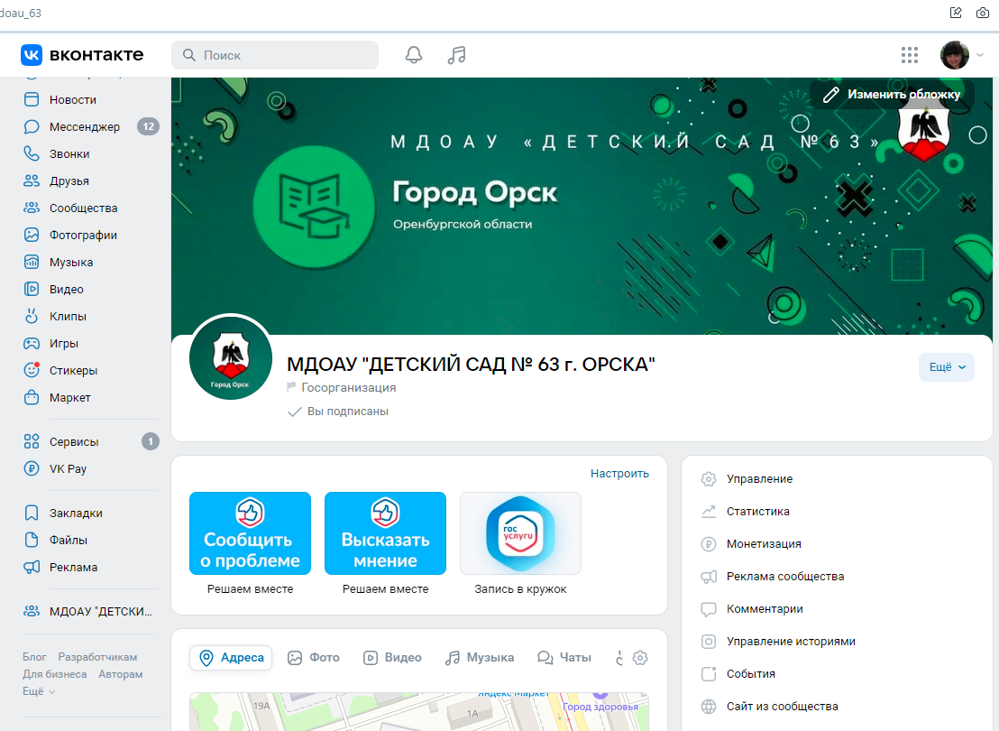 doau_63
вконтакте
Поиск
Новости
Мессенджер 12
Звонки
Друзья
Сообщества
Фотографии
Музыка
Видео
Клипы
Игры
Стикеры
Маркет
Сервисы 1
VK Pay
Закладки
Файлы
Реклама
МДОАУ "ДЕТСКИ...
Блог Разработчикам
Для бизнеса Авторам
Ещё
Изменить обложку
МДОАУ «ДЕТСКИЙ САД №63»
Город Орск
Оренбургской области
Город Орск
МДОАУ "ДЕТСКИЙ САД № 63 г. ОРСКА"
Госорганизация
Вы подписаны
Ещё
Настроить
Сообщить
о проблеме
Решаем вместе
Высказать
мнение
Решаем вместе
гос
услуги
Запись в кружок
Адреса Фото Видео Музыка Чаты
19А
Яндекс Маркет
1А
Город здоровья
Управление
Статистика
Монетизация
Реклама сообщества
Комментарии
Управление историями
События
Сайт из сообщества